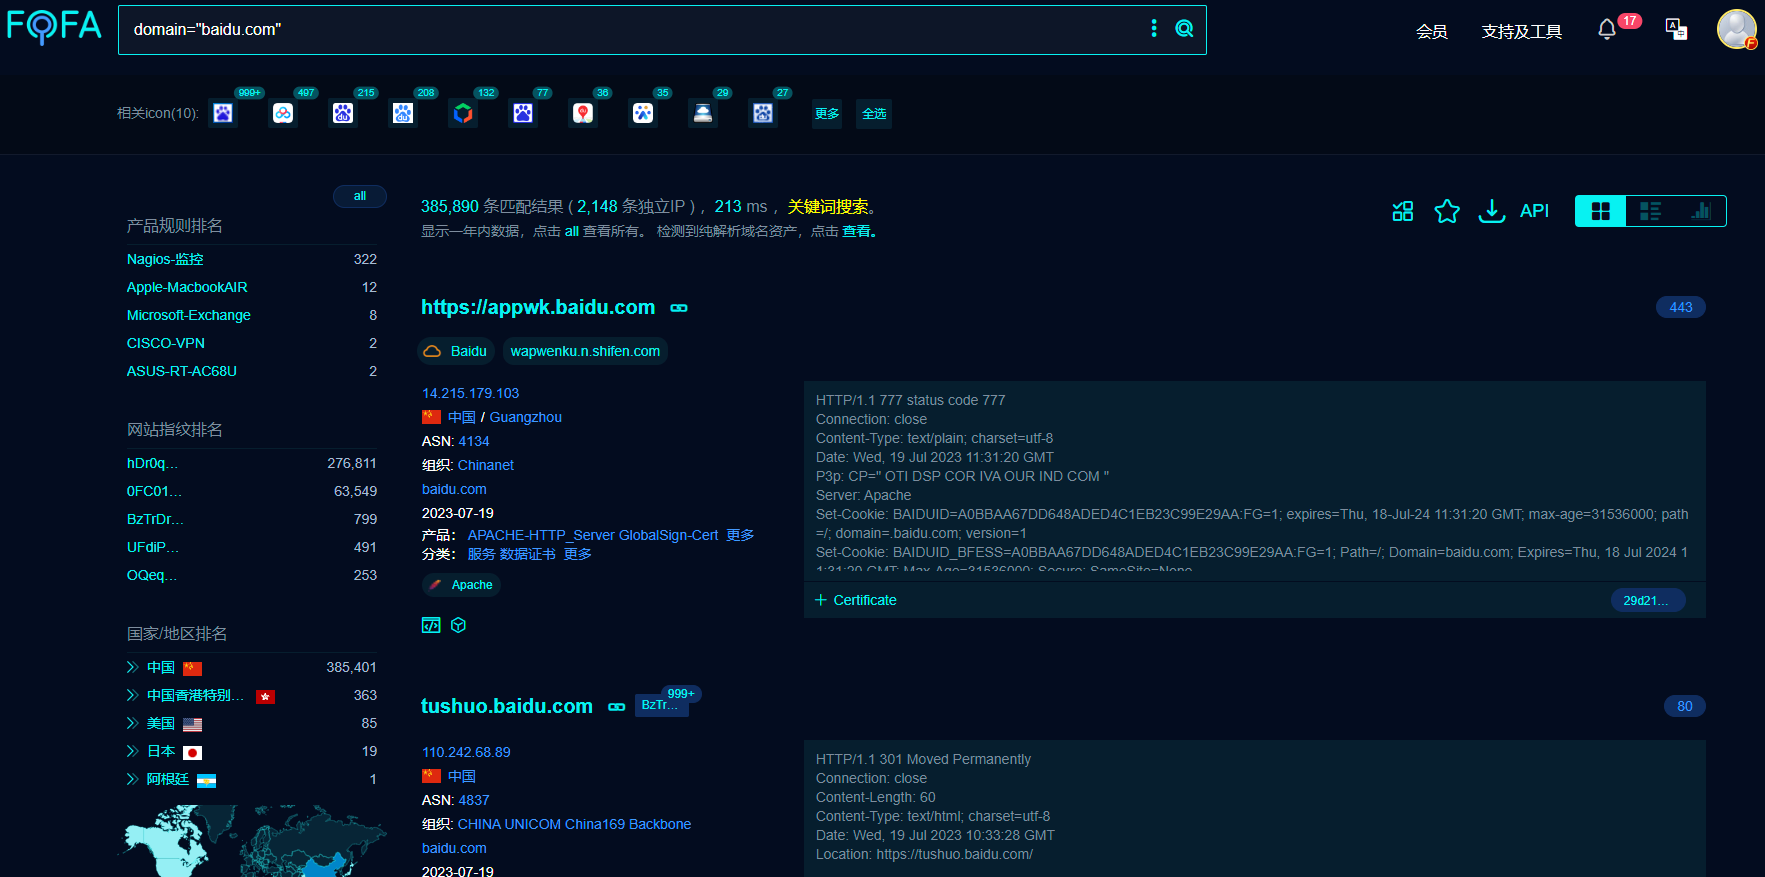 FOFA
domain="baidu.com"
会员
支持及工具
17
相关icon(10):
999+
497
215
208
132
77
36
35
29
27
更多
全选
all
产品规则排名
Nagios-监控 322
Apple-MacbookAIR 12
Microsoft-Exchange 8
CISCO-VPN 2
ASUS-RT-AC68U 2
网站指纹排名
hDr0q... 276,811
0FC01... 63,549
BzTrDr... 799
UFdiP... 491
OQeq... 253
国家/地区排名
中国 385,401
中国香港特别... 363
美国 85
日本 19
阿根廷 1
385,890 条匹配结果 ( 2,148 条独立IP ) ，213 ms ，关键词搜索。
显示一年内数据，点击 all 查看所有。 检测到纯解析域名资产，点击 查看。
API
https://appwk.baidu.com
443
Baidu
wapwenku.n.shifen.com
14.215.179.103
中国 / Guangzhou
ASN: 4134
组织: Chinanet
baidu.com
2023-07-19
产品： APACHE-HTTP_Server GlobalSign-Cert 更多
分类： 服务 数据证书 更多
Apache
HTTP/1.1 777 status code 777
Connection: close
Content-Type: text/plain; charset=utf-8
Date: Wed, 19 Jul 2023 11:31:20 GMT
P3p: CP=" OTI DSP COR IVA OUR IND COM "
Server: Apache
Set-Cookie: BAIDUID=A0BBAA67DD648ADED4C1EB23C99E29AA:FG=1; expires=Thu, 18-Jul-24 11:31:20 GMT; max-age=31536000; path
=/; domain=.baidu.com; version=1
Set-Cookie: BAIDUID_BFESS=A0BBAA67DD648ADED4C1EB23C99E29AA:FG=1; Path=/; Domain=baidu.com; Expires=Thu, 18 Jul 2024 1
1:31:20 GMT; Max-Age=31536000; Secure; SameSite=None
Certificate
29d21...
tushuo.baidu.com
BzTr...
999+
80
110.242.68.89
中国
ASN: 4837
组织: CHINA UNICOM China169 Backbone
baidu.com
2023-07-19
HTTP/1.1 301 Moved Permanently
Connection: close
Content-Length: 60
Content-Type: text/html; charset=utf-8
Date: Wed, 19 Jul 2023 10:33:28 GMT
Location: https://tushuo.baidu.com/